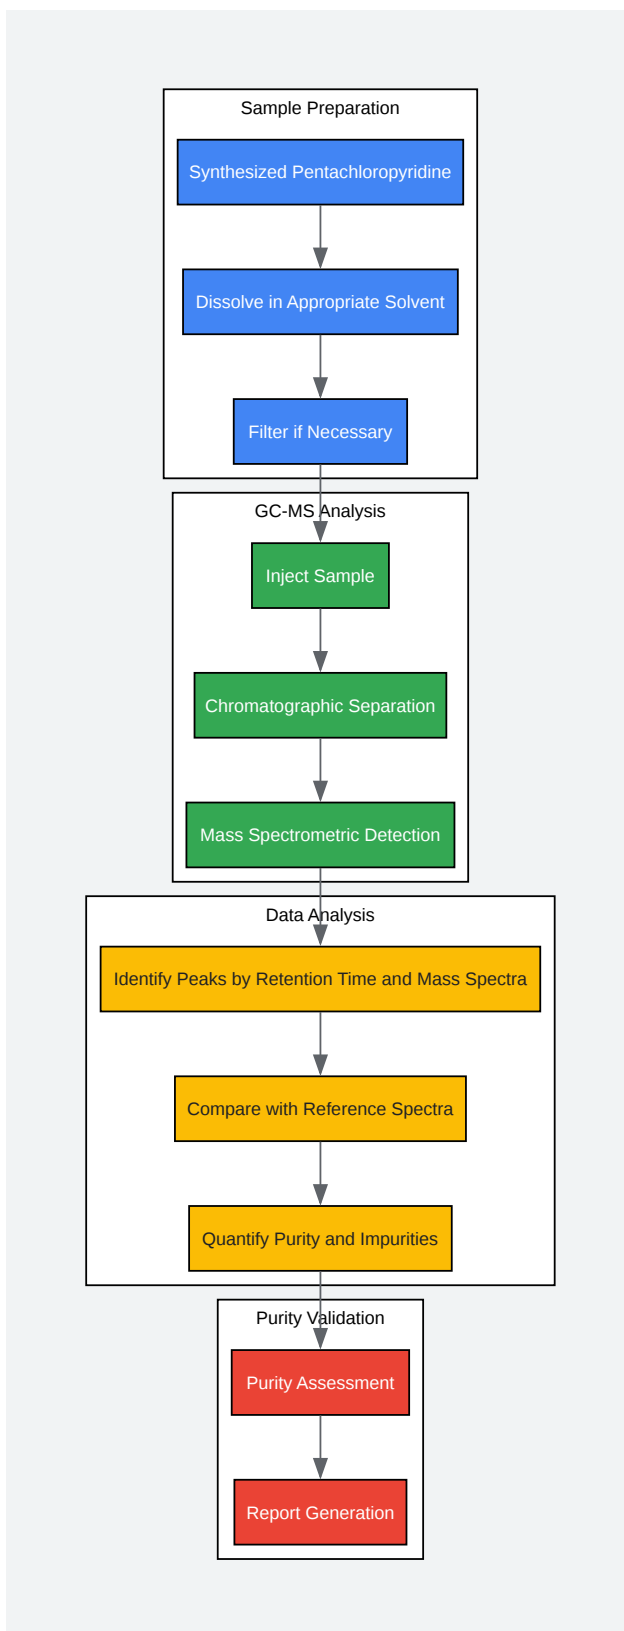 Sample Preparation
Synthesized Pentachloropyridine
Dissolve in Appropriate Solvent
Filter if Necessary
GC-MS Analysis
Inject Sample
Chromatographic Separation
Mass Spectrometric Detection
Data Analysis
Identify Peaks by Retention Time and Mass Spectra
Compare with Reference Spectra
Quantify Purity and Impurities
Purity Validation
Purity Assessment
Report Generation